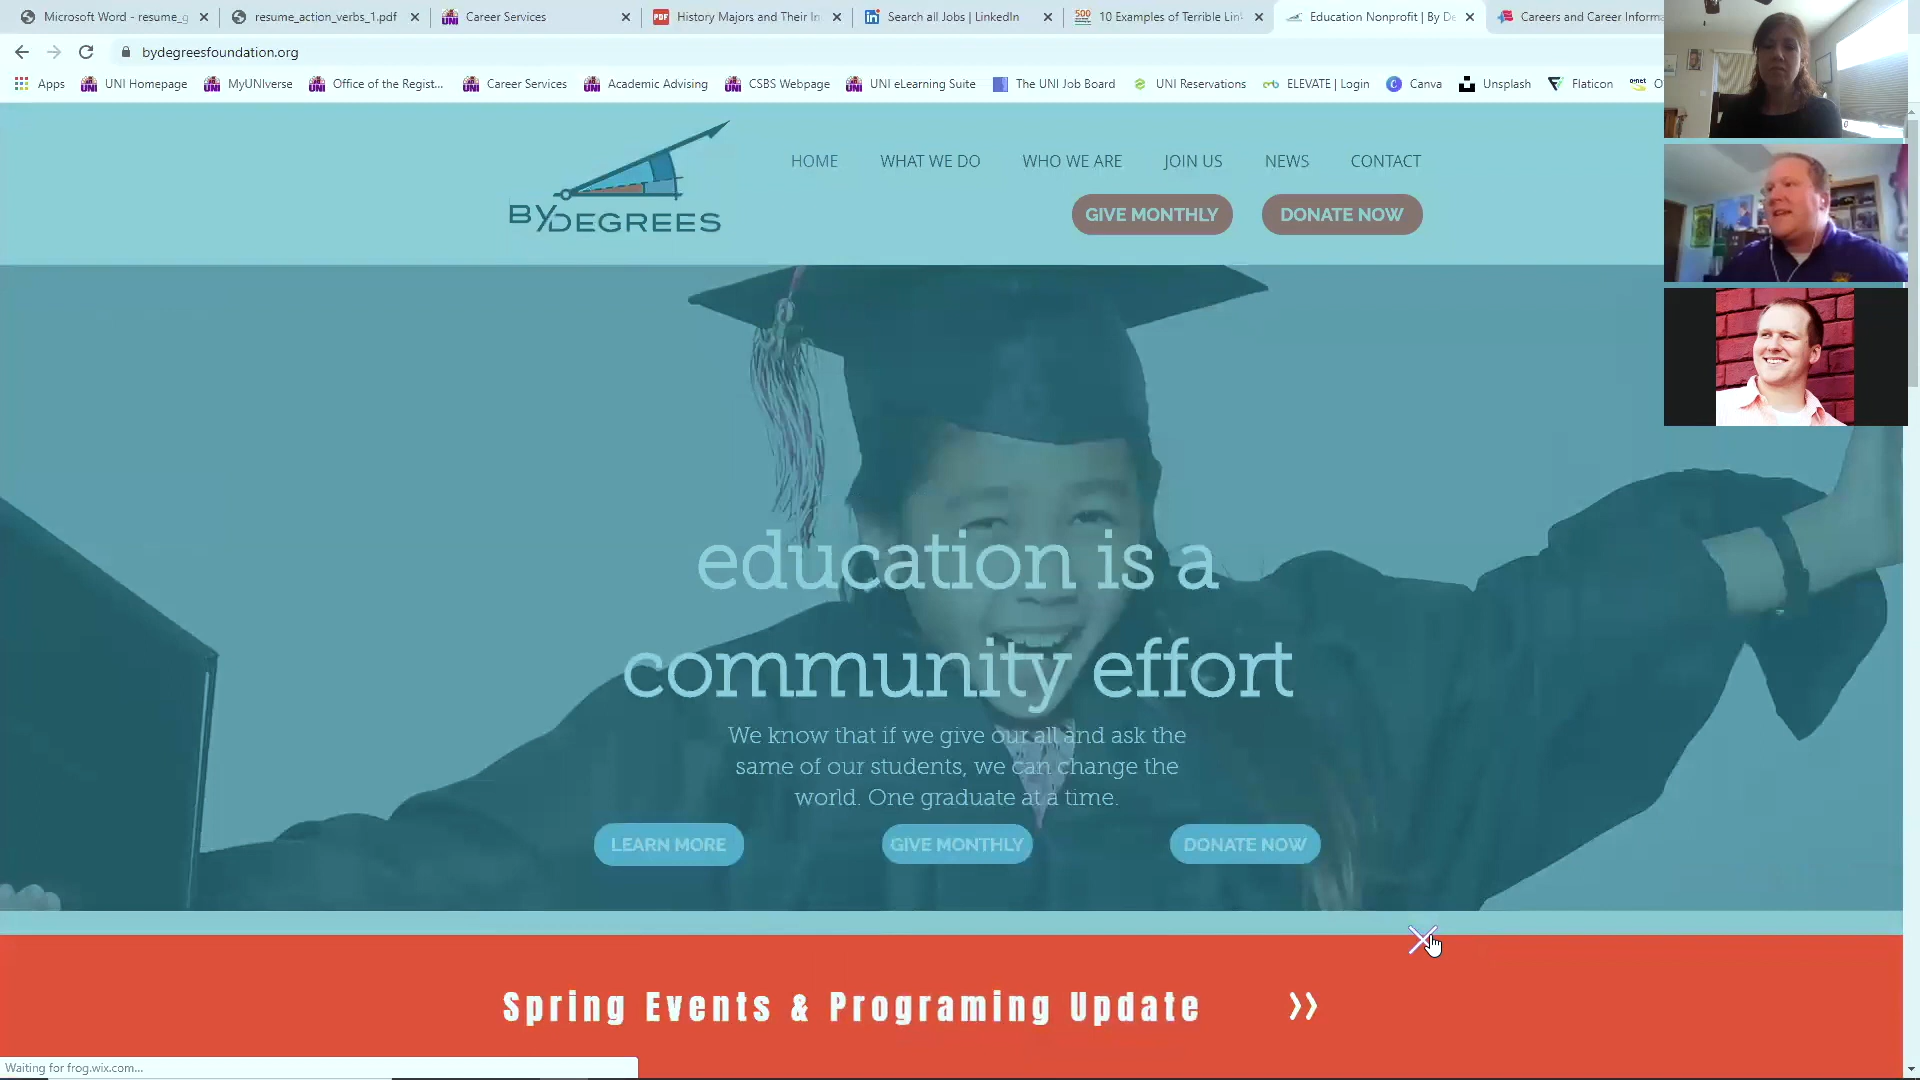 Microsoft Word - resume_g
resume_action_verbs_1.pdf
Career Services
History Majors and Their In
Search all Jobs | LinkedIn
10 Examples of Terrible Link
Education Nonprofit | By De
Careers and Career Informa
bydegreesfoundation.org
Apps
UNI Homepage
MyUNIverse
Office of the Regist...
Career Services
Academic Advising
CSBS Webpage
UNI eLearning Suite
The UNI Job Board
UNI Reservations
ELEVATE | Login
Canva
Unsplash
Flaticon
BY DEGREES
HOME
WHAT WE DO
WHO WE ARE
JOIN US
NEWS
CONTACT
GIVE MONTHLY
DONATE NOW
education is a
community effort
We know that if we give our all and ask the
same of our students, we can change the
world. One graduate at a time.
LEARN MORE
GIVE MONTHLY
DONATE NOW
Spring Events & Programing Update
Waiting for frog.wix.com...